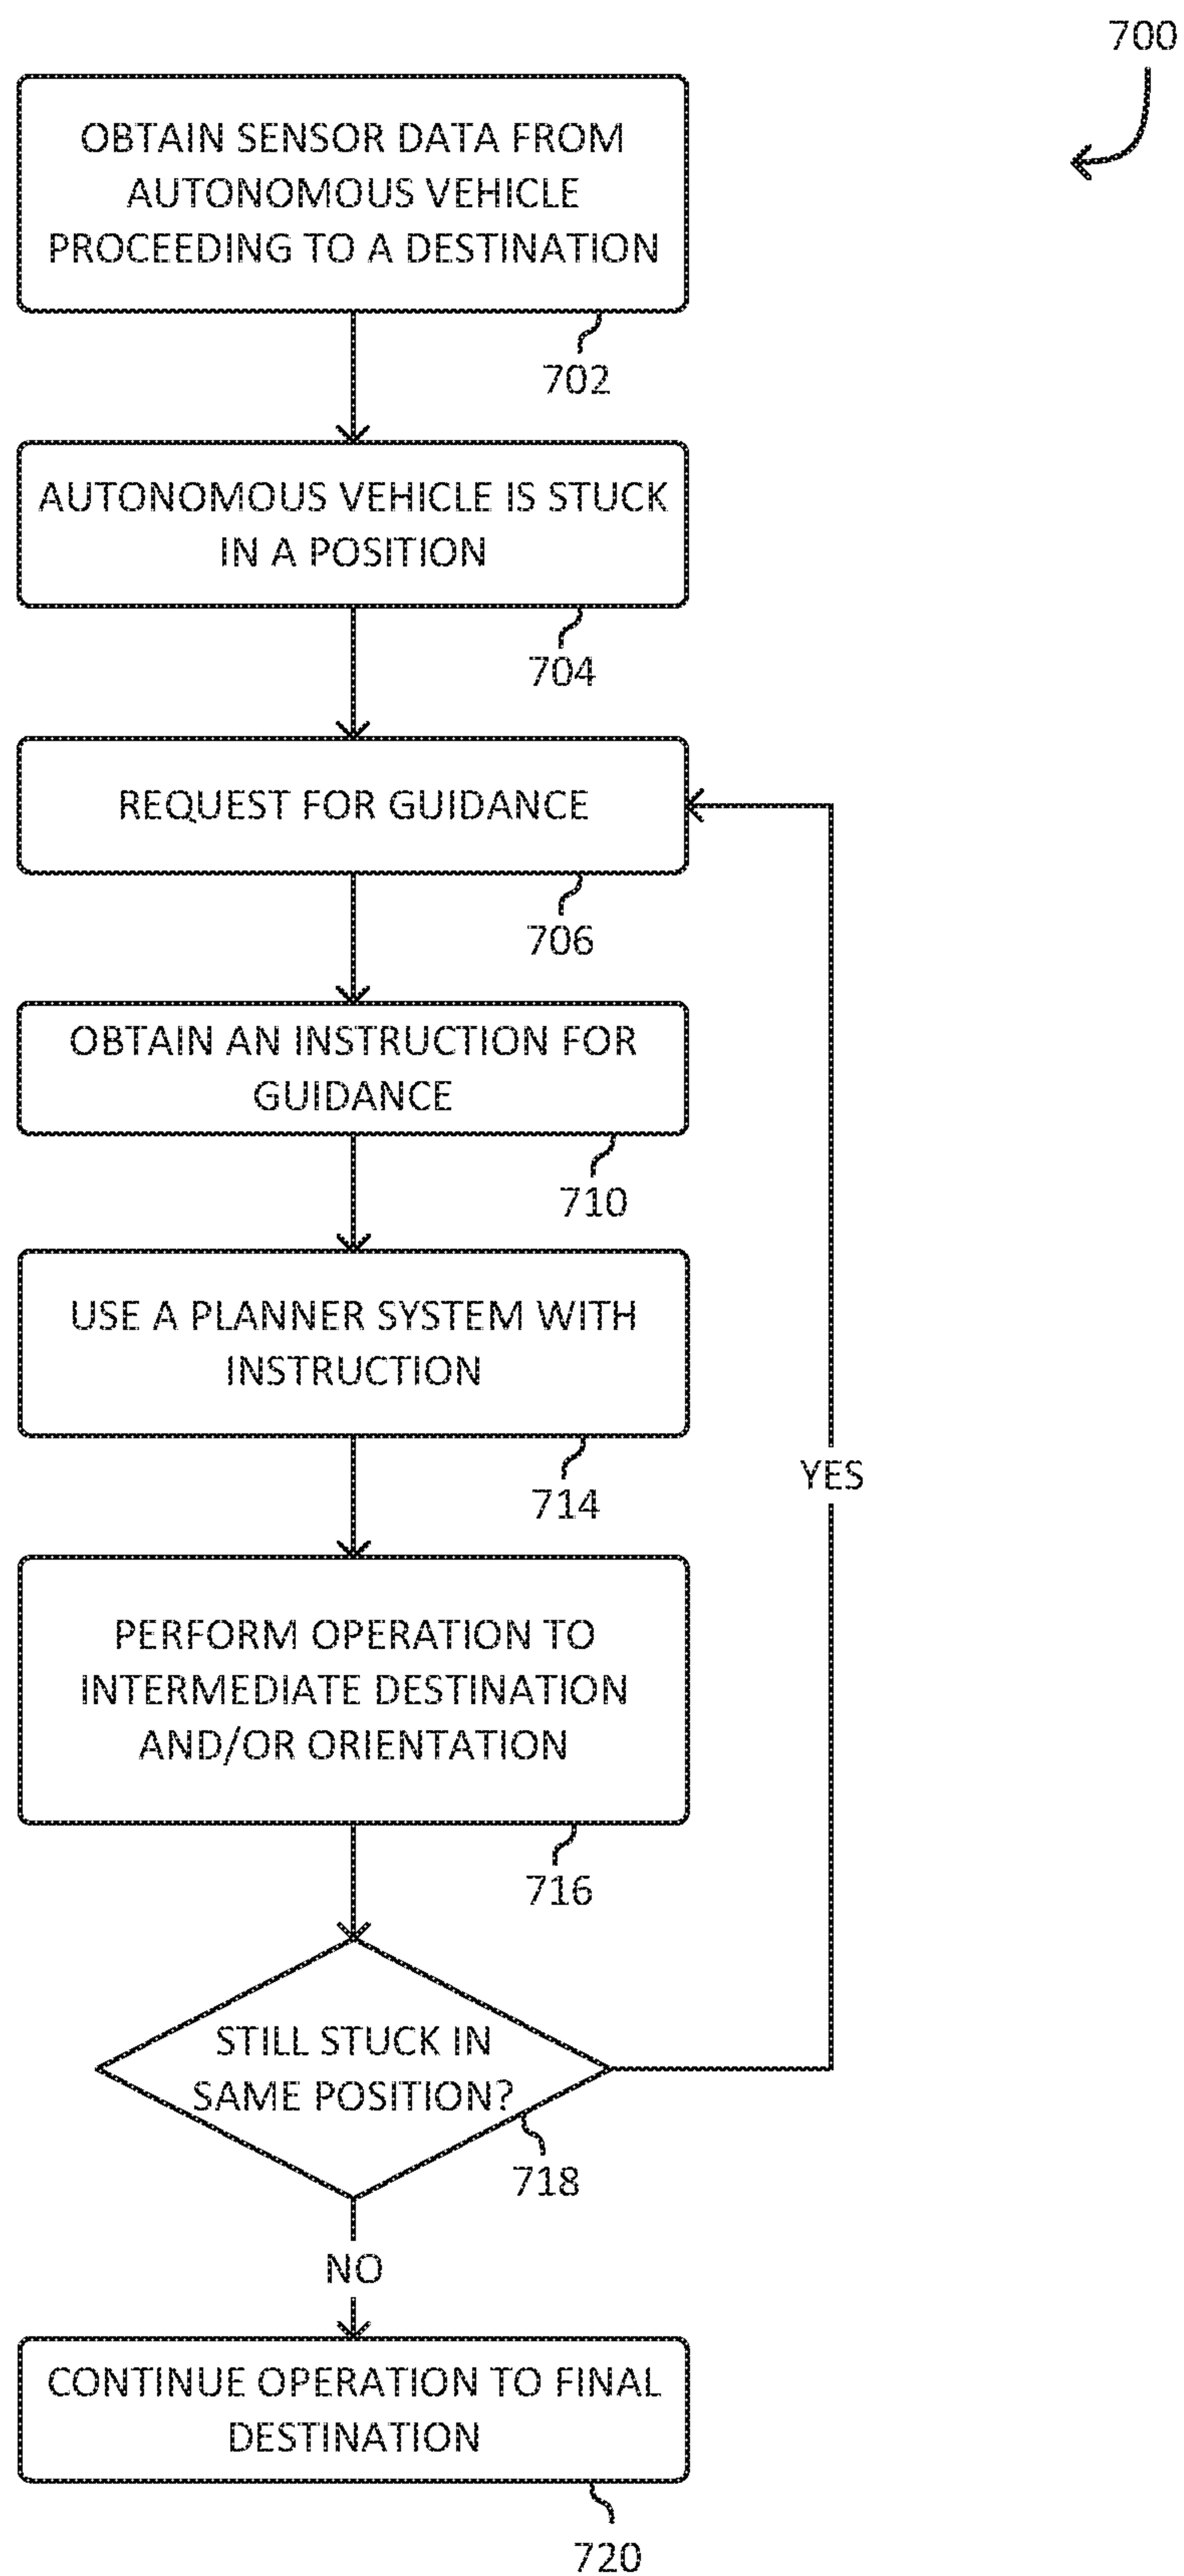 700
OBTAIN SENSOR DATA FROM
AUTONOMOUS VEHICLE
PROCEEDING TO A DESTINATION
702
AUTONOMOUS VEHICLE IS STUCK
IN A POSITION
704
REQUEST FOR GUIDANCE
706
OBTAIN AN INSTRUCTION FOR
GUIDANCE
710
USE A PLANNER SYSTEM WITH
INSTRUCTION
714
YES
PERFORM OPERATION TO
INTERMEDIATE DESTINATION
AND/OR ORIENTATION
716
STILL STUCK IN
SAME POSITION?
718
NO
CONTINUE OPERATION TO FINAL
DESTINATION
720